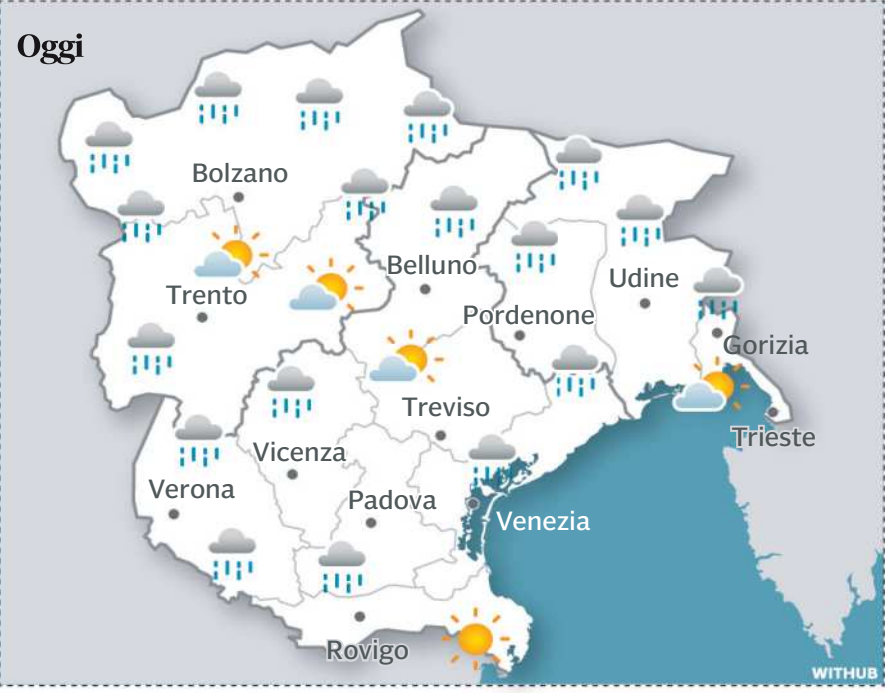 Oggi
Bolzano
Belluno
Trento
Udine
Pordenone
Gorizia
Treviso
Trieste
Vicenza
Verona
Padova
Venezia
Rovigo
WITHUB